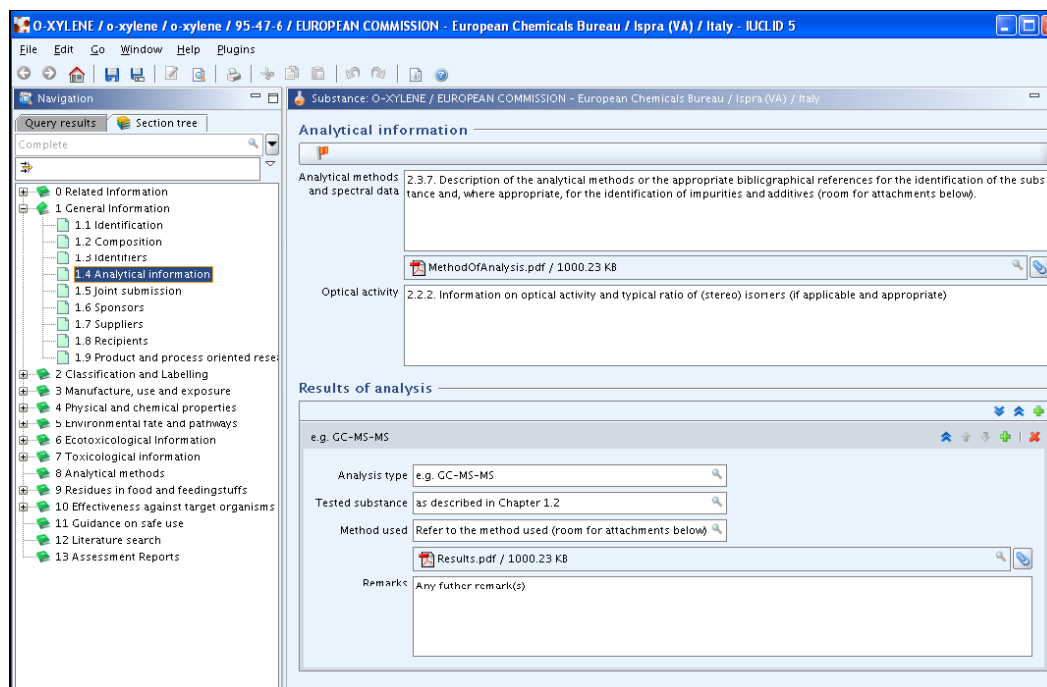 O-XYLENE / o-xylene / o-xylene / 95-47-6 / EUROPEAN COMMISSION - European Chemicals Bureau / Ispra (VA) / Italy - IUCLID 5
File Edit Go Window Help Plugins
Navigation
Query results Section tree
Complete
0 Related Information
1 General Information
1.1 Identification
1.2 Composition
1.3 Identifiers
1.4 Analytical information
1.5 Joint submission
1.6 Sponsors
1.7 Suppliers
1.8 Recipients
1.9 Product and process oriented rese
2 Classification and Labelling
3 Manufacture, use and exposure
4 Physical and chemical properties
5 Environmental fate and pathways
6 Ecotoxicological Information
7 Toxicological information
8 Analytical methods
9 Residues in food and feedingstuffs
10 Effectiveness against target organisms
11 Guidance on safe use
12 Literature search
13 Assessment Reports
Substance: O-XYLENE / EUROPEAN COMMISSION - European Chemicals Bureau / Ispra (VA) / Italy
Analytical information
Analytical methods and spectral data
2.3.7. Description of the analytical methods or the appropriate bibliographical references for the identification of the subs
tance and, where appropriate, for the identification of impurities and additives (room for attachments below).
MethodOfAnalysis.pdf / 1000.23 KB
Optical activity 2.2.2. Information on optical activity and typical ratio of (stereo) isomers (if applicable and appropriate)
Results of analysis
e.g. GC-MS-MS
Analysis type e.g. GC-MS-MS
Tested substance as described in Chapter 1.2
Method used Refer to the method used (room for attachments below)
Results.pdf / 1000.23 KB
Remarks Any futher remark(s)